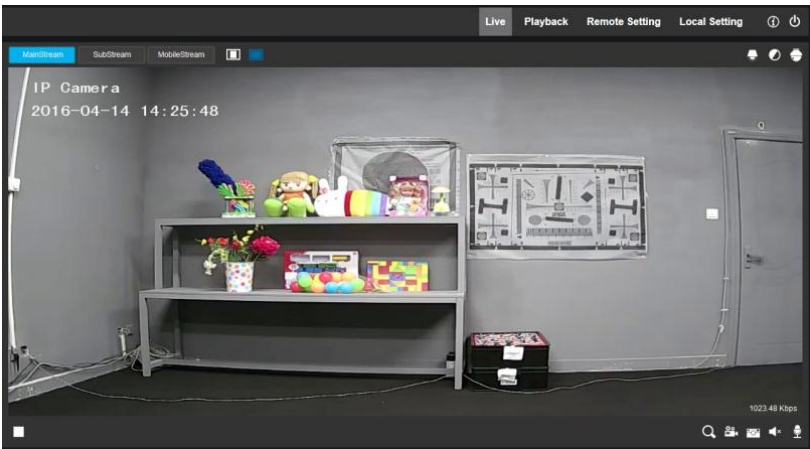 Live Playback Remote Setting Local Setting
MainStream SubStream MobileStream
IP Camera
2016-04-14 14:25:48
1023.48 Kbps